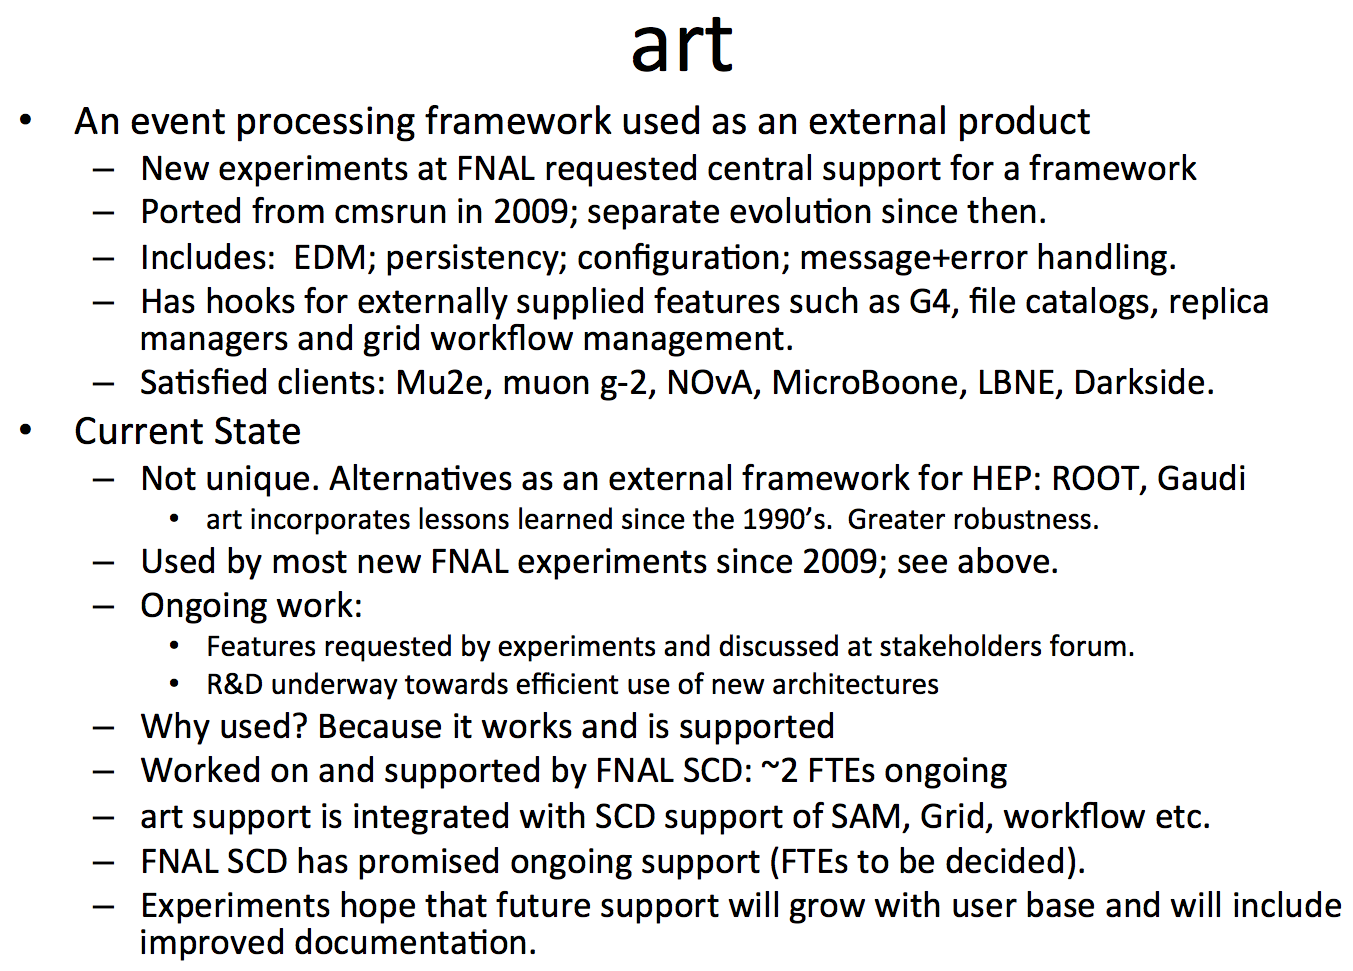 art
• An event processing framework used as an external product
– New experiments at FNAL requested central support for a framework
– Ported from cmsrun in 2009; separate evolution since then.
– Includes:  EDM; persistency; configuration; message+error handling.
– Has hooks for externally supplied features such as G4, file catalogs, replica
managers and grid workflow management.
– Satisfied clients: Mu2e, muon g-2, NOvA, MicroBoone, LBNE, Darkside.
• Current State
– Not unique. Alternatives as an external framework for HEP: ROOT, Gaudi
• art incorporates lessons learned since the 1990’s.  Greater robustness.
– Used by most new FNAL experiments since 2009; see above.
– Ongoing work:
• Features requested by experiments and discussed at stakeholders forum.
• R&D underway towards efficient use of new architectures
– Why used? Because it works and is supported
– Worked on and supported by FNAL SCD: ~2 FTEs ongoing
– art support is integrated with SCD support of SAM, Grid, workflow etc.
– FNAL SCD has promised ongoing support (FTEs to be decided).
– Experiments hope that future support will grow with user base and will include
improved documentation.